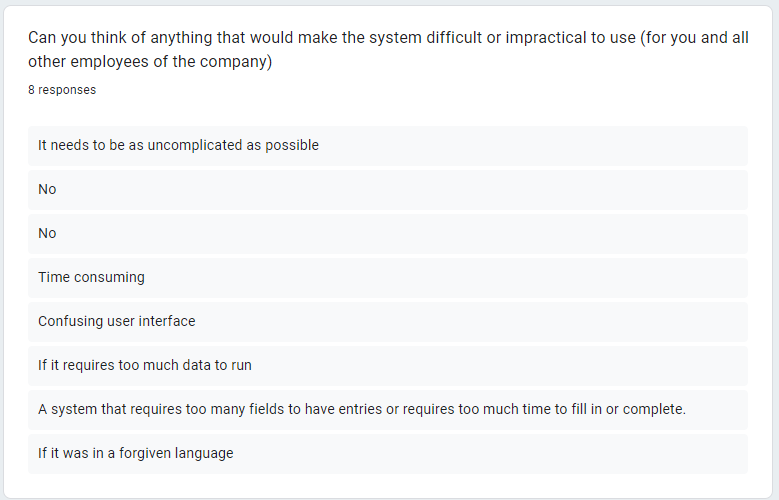 Can you think of anything that would make the system difficult or impractical to use (for you and all
other employees of the company)
8 responses
It needs to be as uncomplicated as possible
No
No
Time consuming
Confusing user interface
If it requires too much data to run
A system that requires too many fields to have entries or requires too much time to fill in or complete.
If it was in a forgiven language